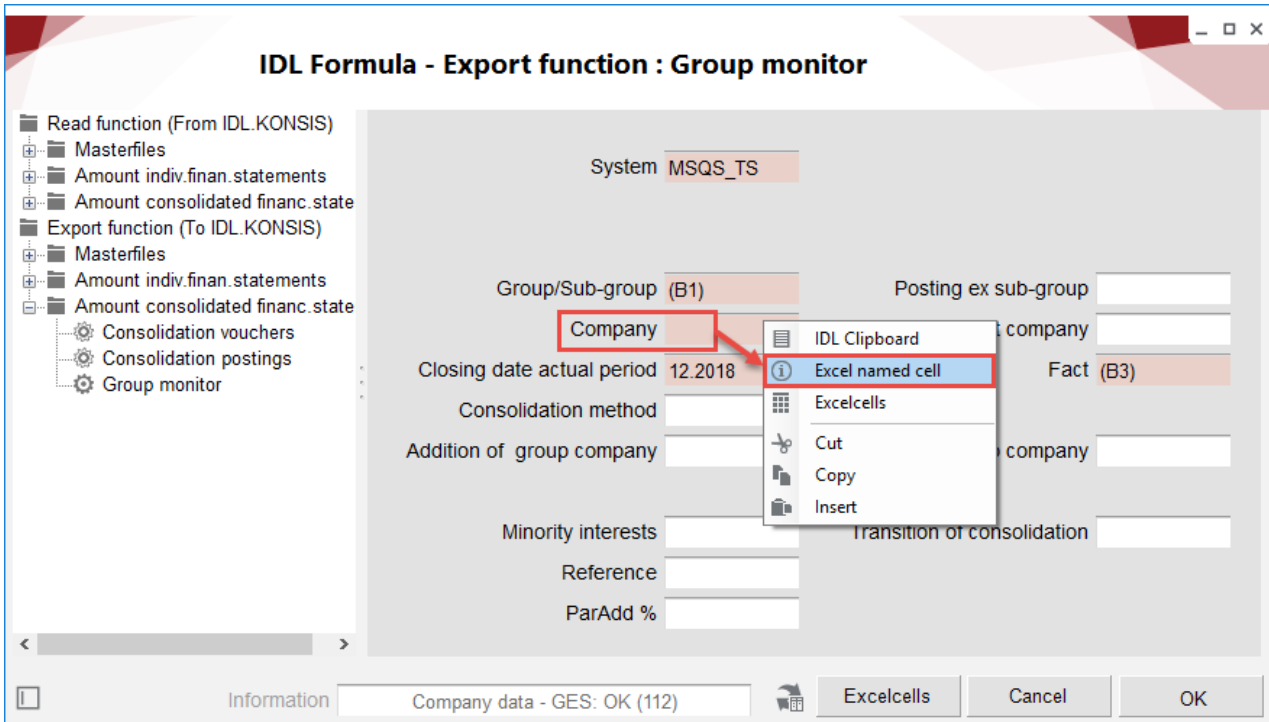 IDL Formula - Export function : Group monitor
Read function (From IDL.KONSIS)
Masterfiles
Amount indiv.finan.statements
Amount consolidated financ.state
Export function (To IDL.KONSIS)
Masterfiles
Amount indiv.finan.statements
Amount consolidated financ.state
Consolidation vouchers
Consolidation postings
Group monitor
System MSQS_TS
Group/Sub-group (B1) Posting ex sub-group
Company company
Closing date actual period 12.2018 Fact (B3)
Consolidation method
Addition of group company company
Minority interests Transition of consolidation
Reference
ParAdd %
IDL Clipboard
Excel named cell
Excelcells
Cut
Copy
Insert
Information Company data - GES: OK (112) Excelcells Cancel OK